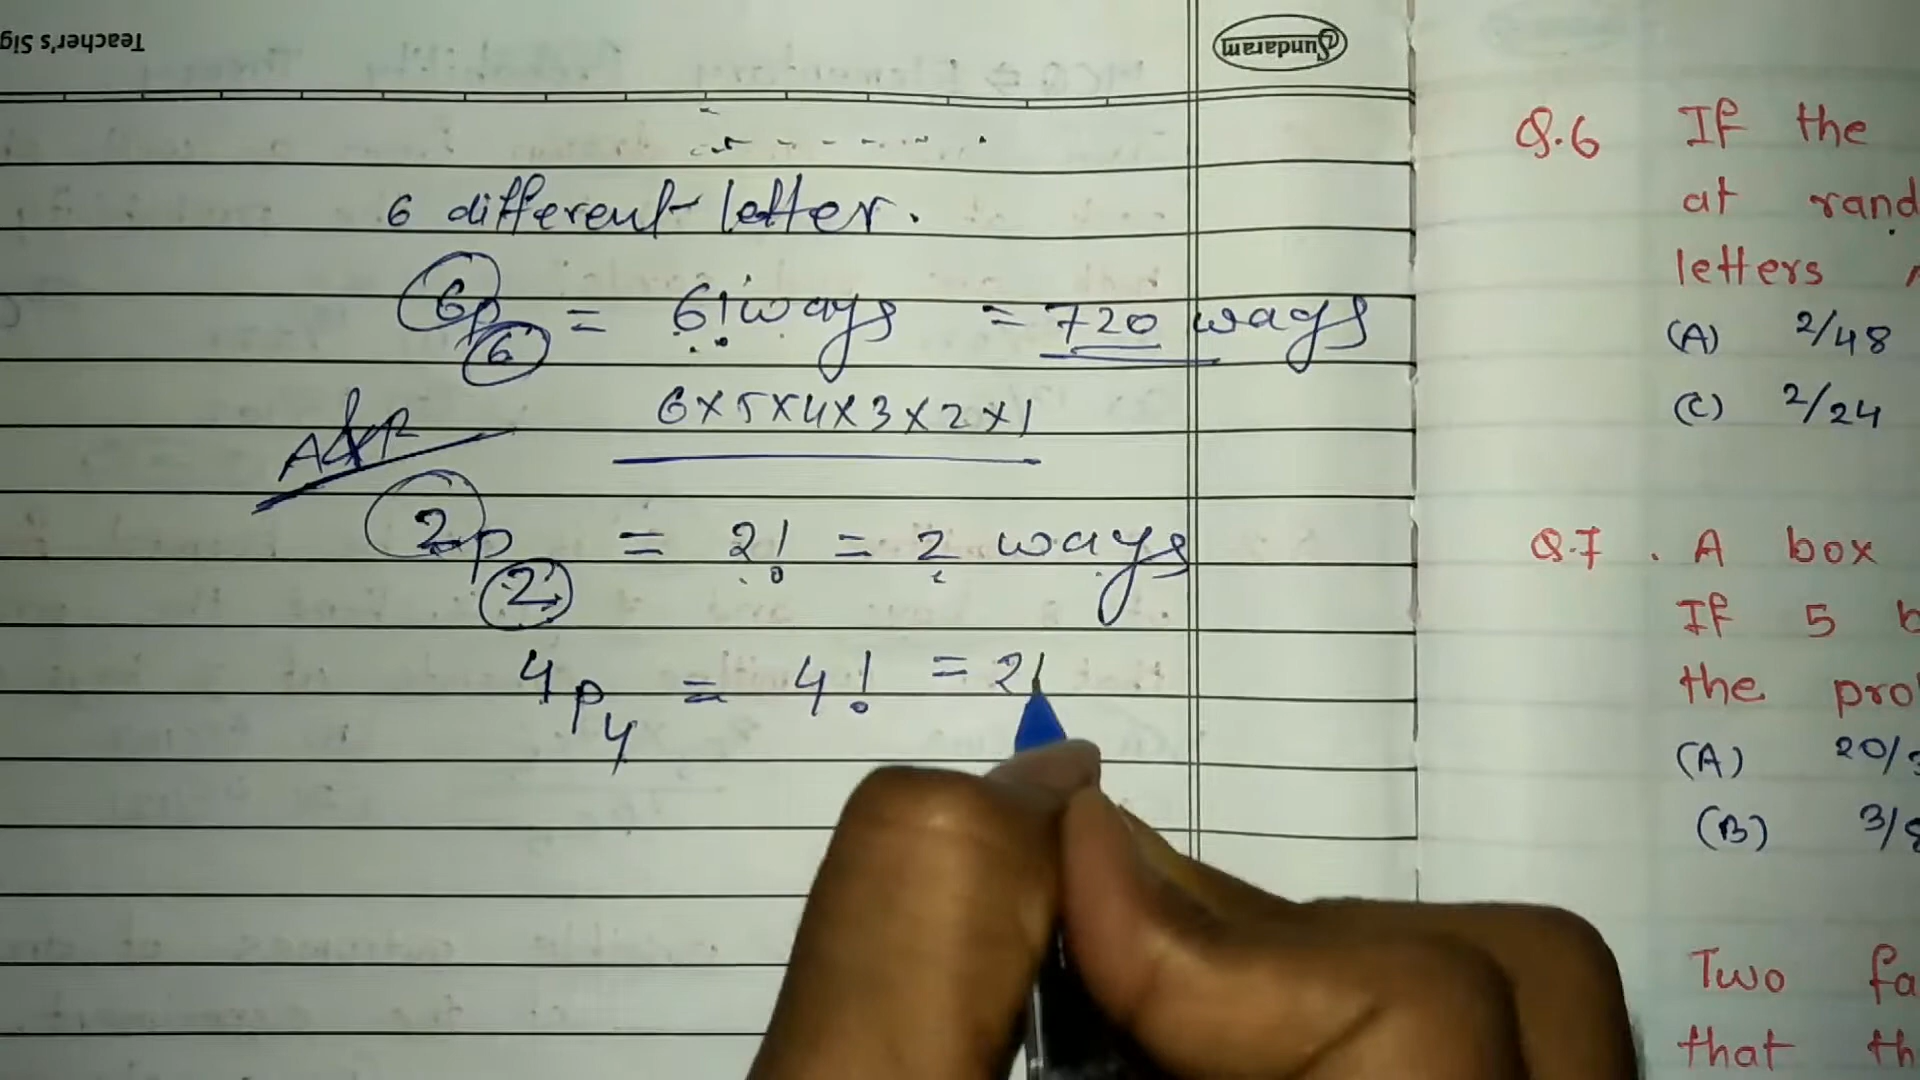 Teacher's Sig
Sundaram
6 different letter.
6p6 = 6! ways = 720 ways
6×5×4×3×2×1
A&R
2p2 = 2! = 2 ways
4p4 = 4! = 2
Q.6 If the
at rand
letters
(A) 2/48
(C) 2/24
Q.7. A box
If 5 b
the pro
(A) 20/3
(B) 3/8
Two fa
that th